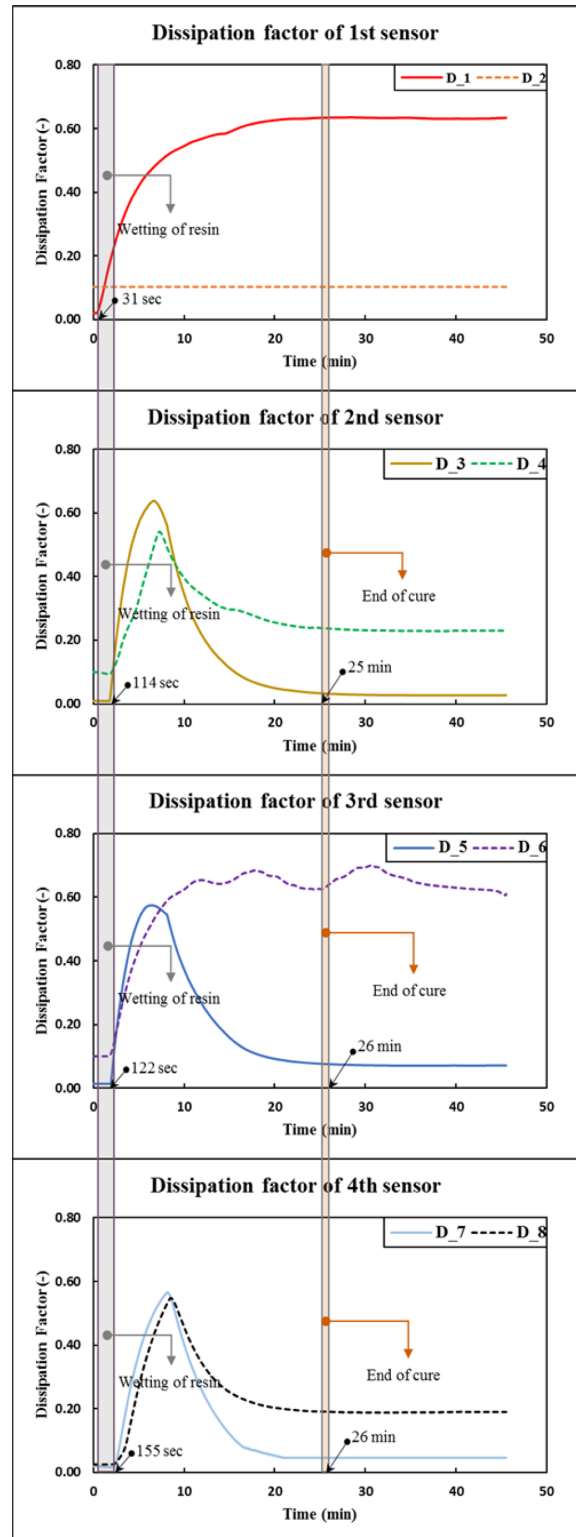 Dissipation factor of 1st sensor
D_1 D_2
Dissipation Factor (-)
0.80
0.60
0.40
0.20
0.00
Wetting of resin
31 sec
0 10 20 30 40 50
Time (min)
Dissipation factor of 2nd sensor
D_3 D_4
Dissipation Factor (-)
0.80
0.60
0.40
0.20
0.00
Wetting of resin
End of cure
114 sec
25 min
0 10 20 30 40 50
Time (min)
Dissipation factor of 3rd sensor
D_5 D_6
Dissipation Factor (-)
0.80
0.60
0.40
0.20
0.00
Wetting of resin
End of cure
122 sec
26 min
0 10 20 30 40 50
Time (min)
Dissipation factor of 4th sensor
D_7 D_8
Dissipation Factor (-)
0.80
0.60
0.40
0.20
0.00
Wetting of resin
End of cure
155 sec
26 min
0 10 20 30 40 50
Time (min)